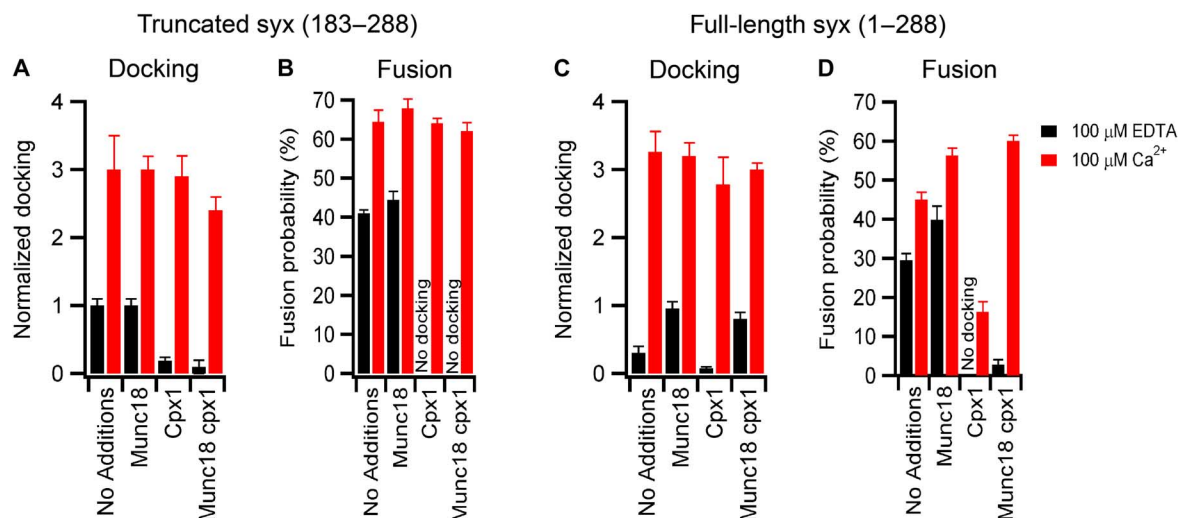 Truncated syx (183–288)
Full-length syx (1–288)
A
Docking
B
Fusion
C
Docking
D
Fusion
Normalized docking
4
3
2
1
0
No Additions
Munc18
Cpx1
Munc18 cpx1
Fusion probability (%)
70
60
50
40
30
20
10
0
No docking
No docking
No Additions
Munc18
Cpx1
Munc18 cpx1
Normalized docking
4
3
2
1
0
No Additions
Munc18
Cpx1
Munc18 cpx1
Fusion probability (%)
70
60
50
40
30
20
10
0
No docking
No Additions
Munc18
Cpx1
Munc18 cpx1
100 μM EDTA
100 μM Ca²⁺